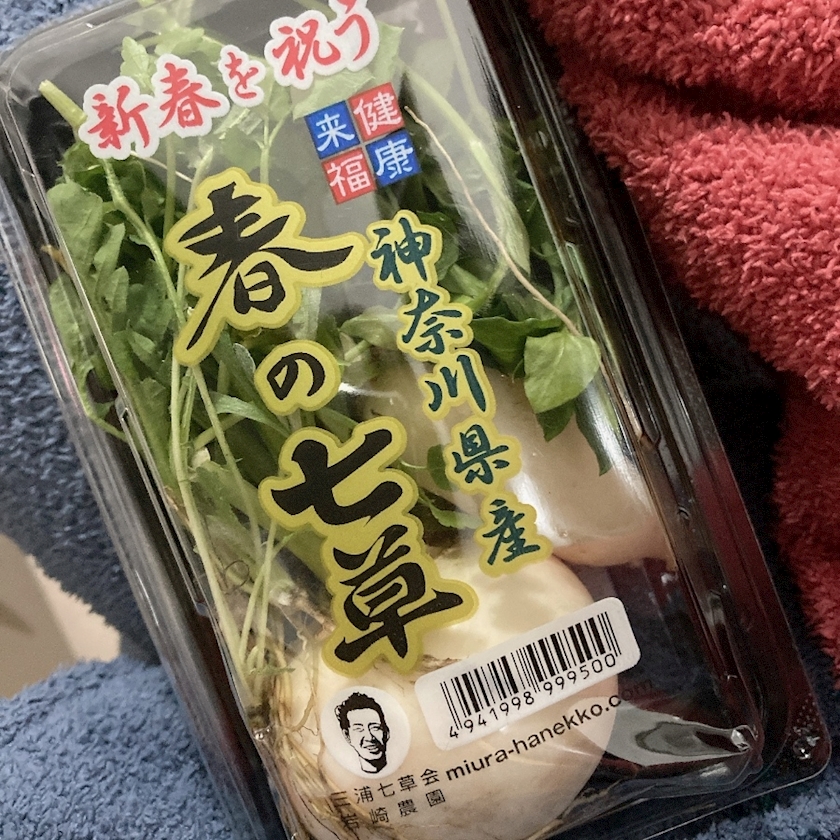 新春を祝う
健康
来福
春の七草
神奈川県産
4941998 999500
miura-hanekko.com
三浦七草会
岩崎農園